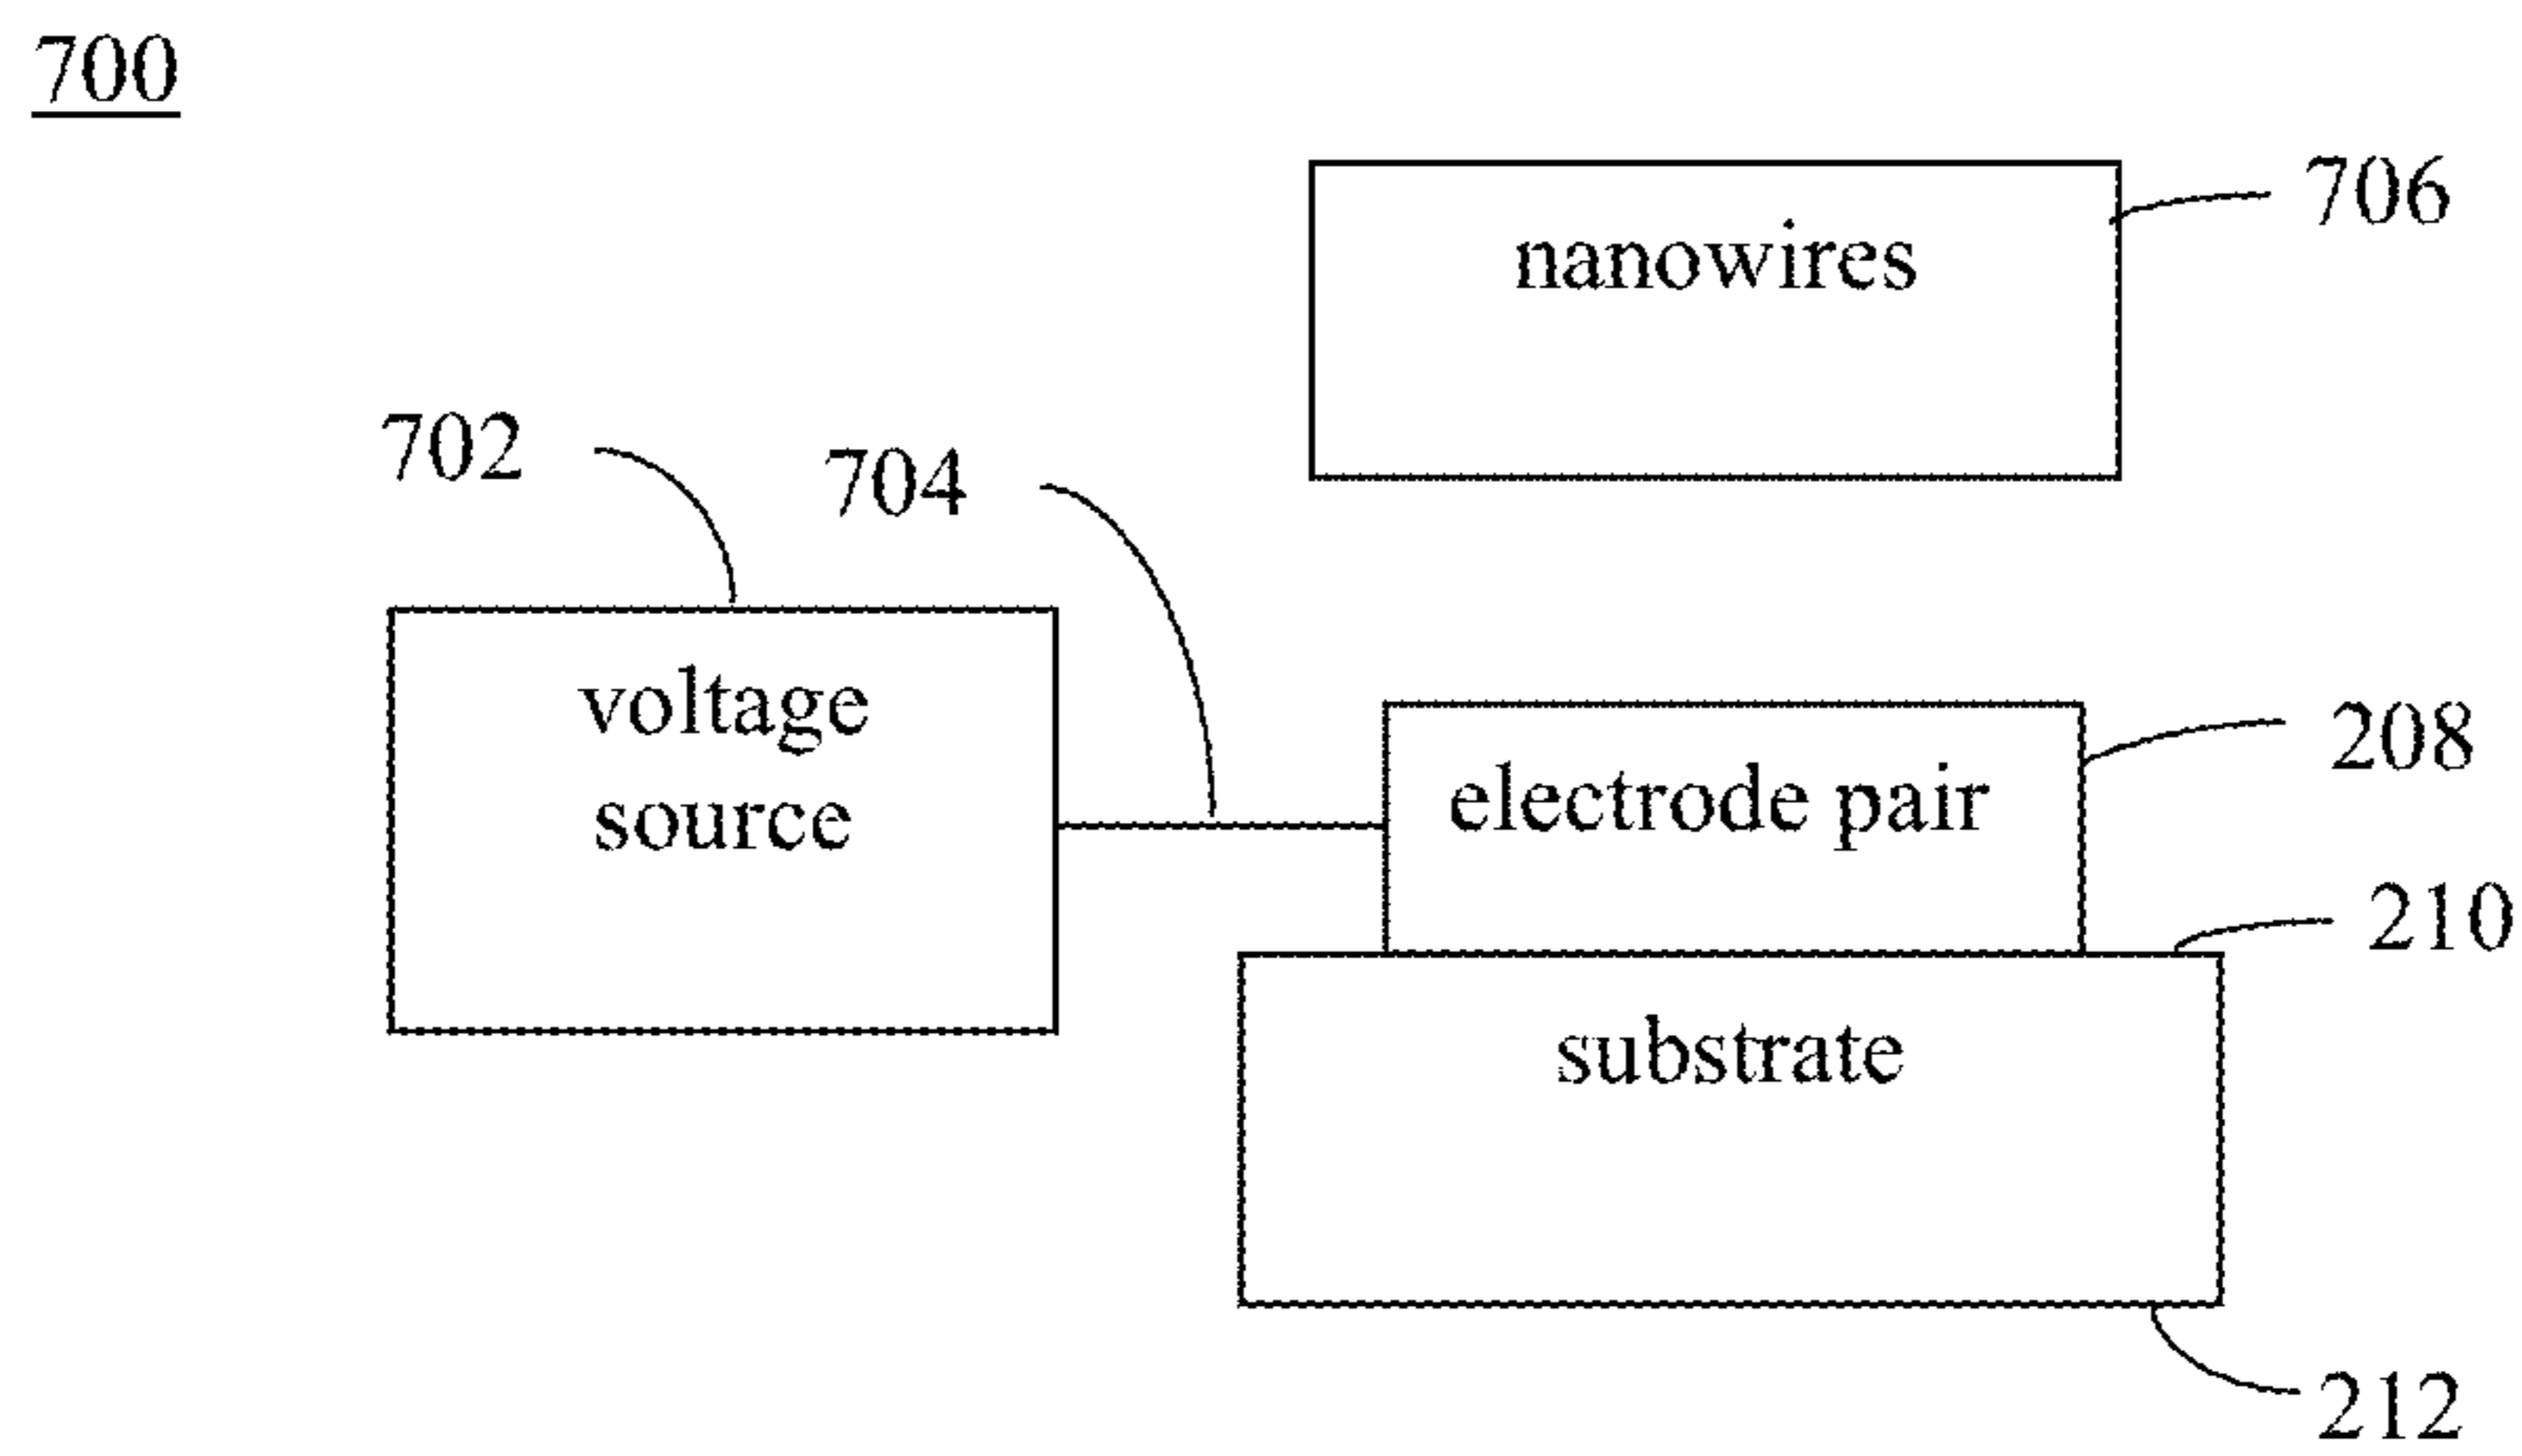 700
nanowires
706
702
704
voltage
source
electrode pair
208
210
substrate
212